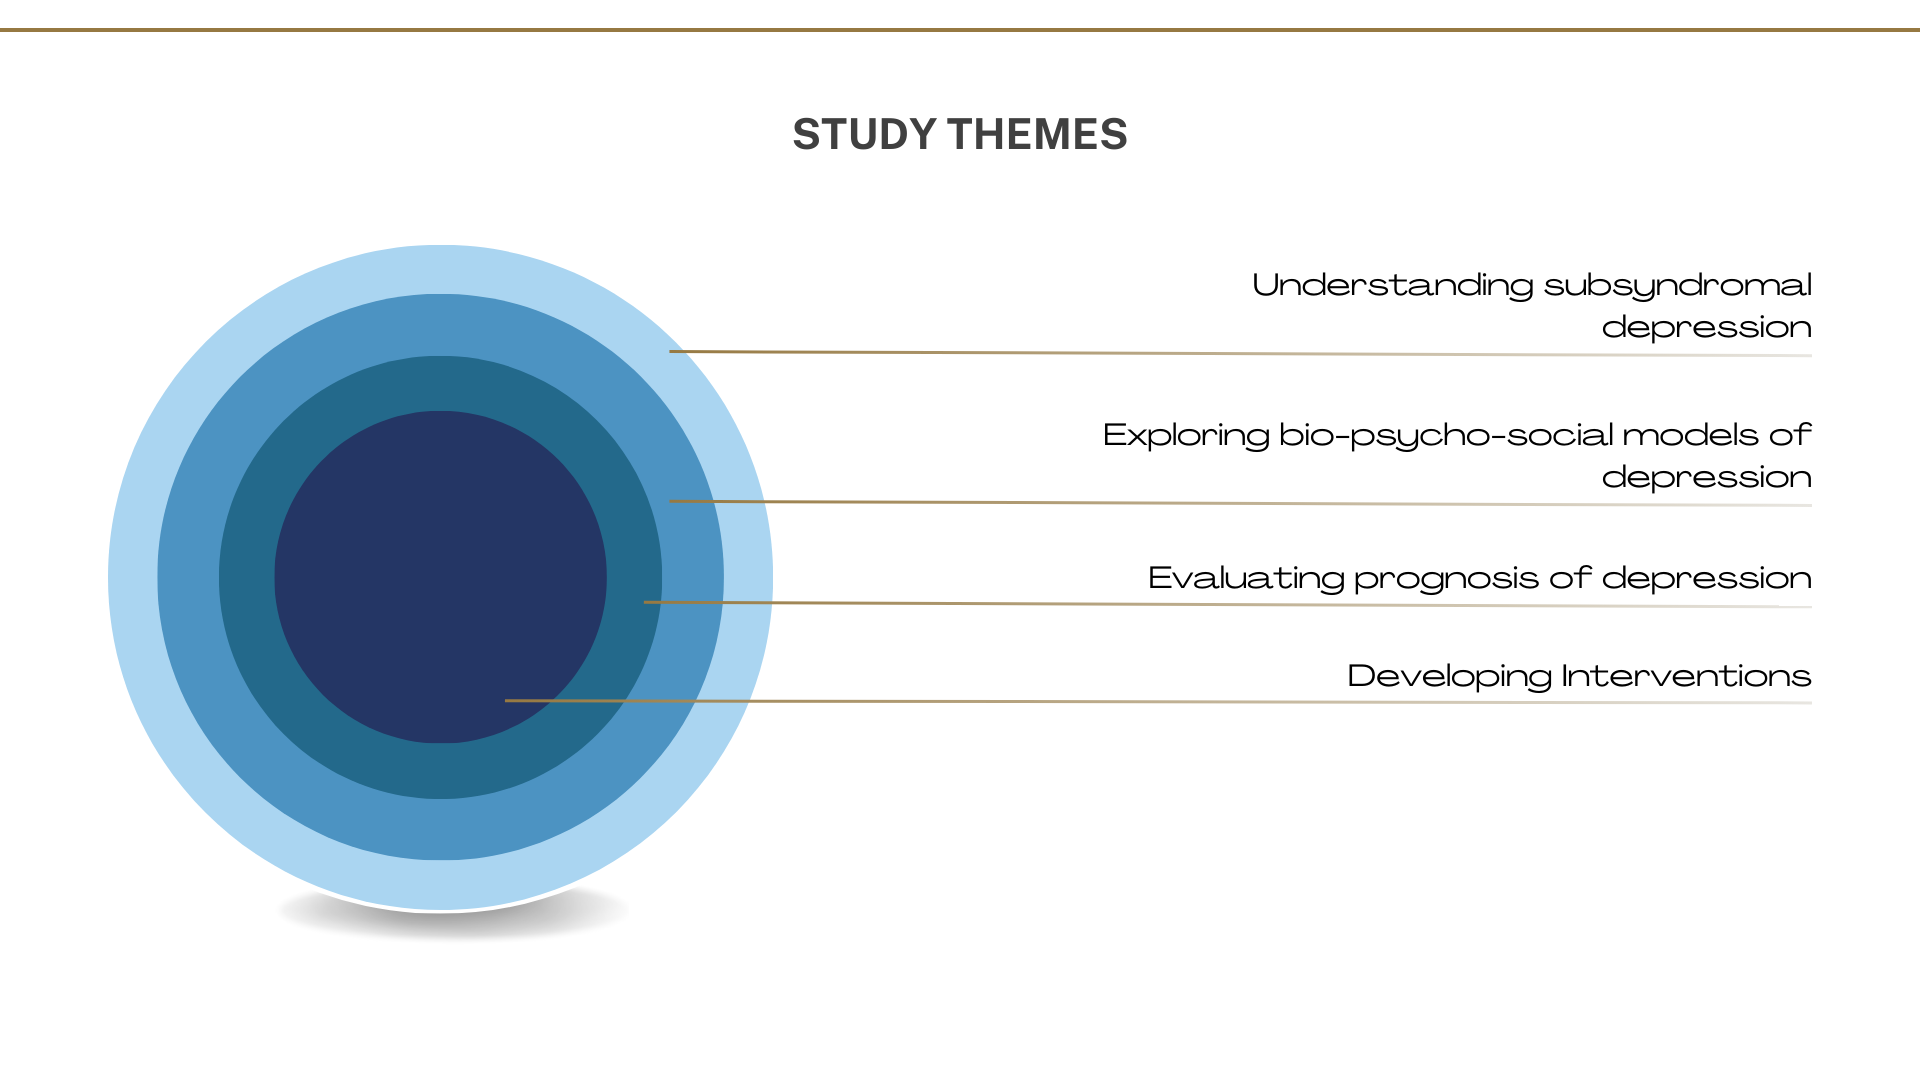 STUDY THEMES
Understanding subsyndromal
depression
Exploring bio-psycho-social models of
depression
Evaluating prognosis of depression
Developing Interventions